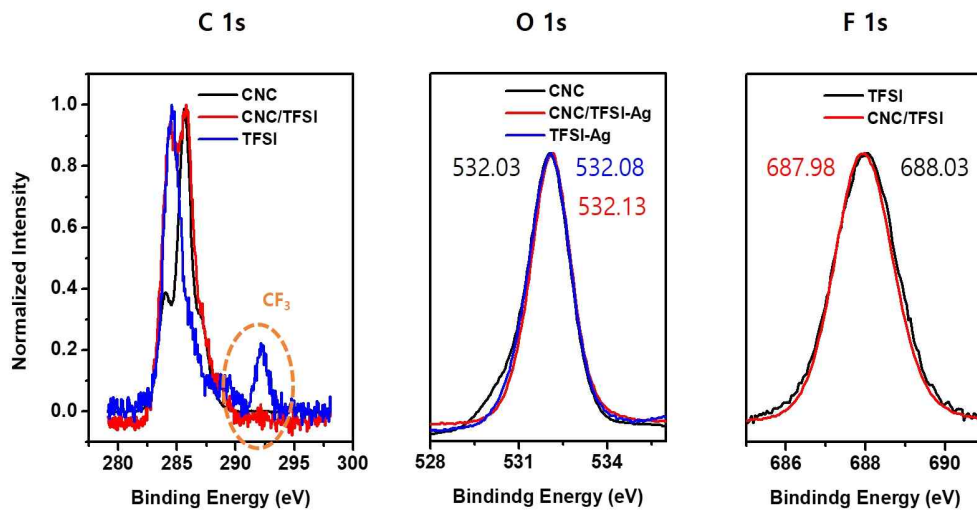 C 1s
O 1s
F 1s
CNC
CNC/TFSI
TFSI
CF3
Normalized Intensity
1.0
0.8
0.6
0.4
0.2
0.0
280 285 290 295 300
Binding Energy (eV)
CNC
CNC/TFSI-Ag
TFSI-Ag
532.03
532.08
532.13
528 531 534
Bindindg Energy (eV)
TFSI
CNC/TFSI
687.98
688.03
686 688 690
Bindindg Energy (eV)